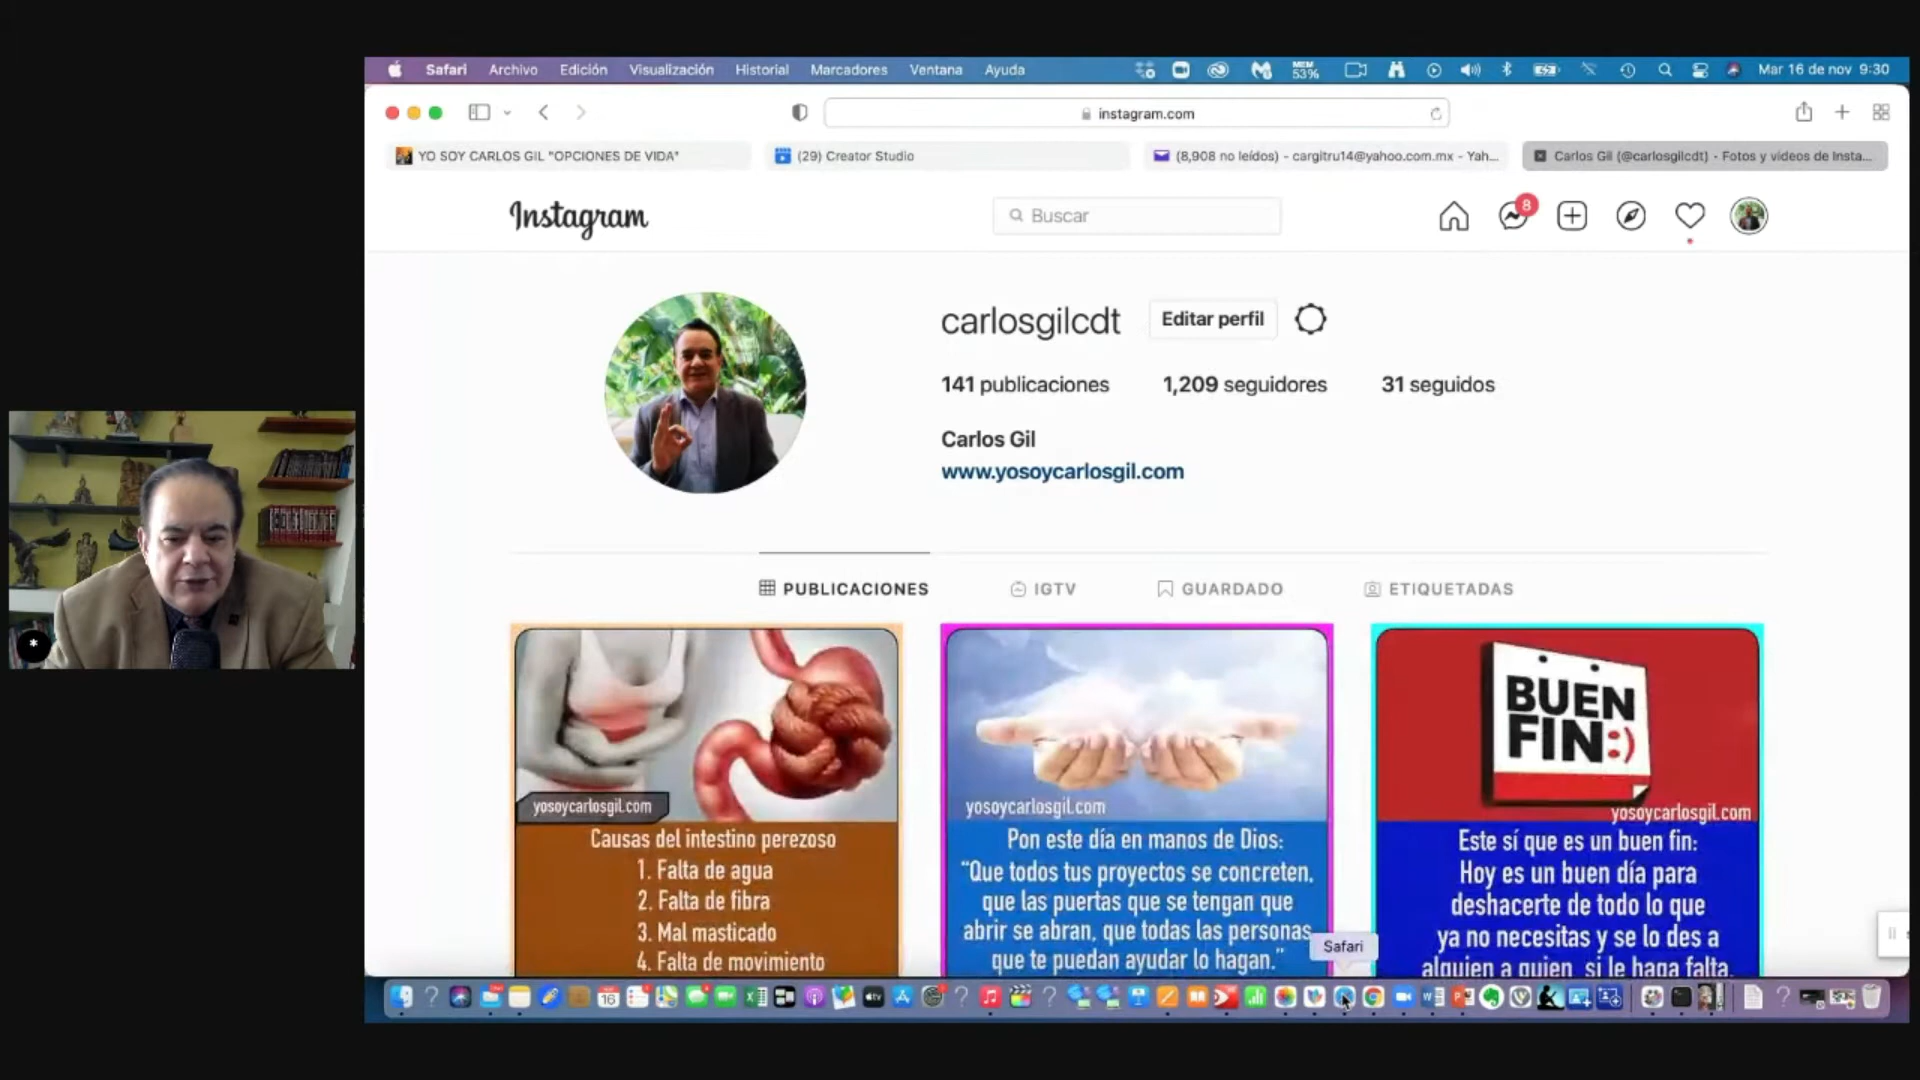 Safari Archivo Edición Visualización Historial Marcadores Ventana Ayuda MEM 53% Mar 16 de nov 9:30
instagram.com
YO SOY CARLOS GIL "OPCIONES DE VIDA" (29) Creator Studio (8,908 no leídos) - cargitru14@yahoo.com.mx - Yah... Carlos Gil (@carlosgilcdt) • Fotos y videos de Insta...
Instagram Buscar 8
carlosgilcdt Editar perfil
141 publicaciones 1,209 seguidores 31 seguidos
Carlos Gil
www.yosoycarlosgil.com
PUBLICACIONES IGTV GUARDADO ETIQUETADAS
yosoycarlosgil.com
Causas del intestino perezoso
1. Falta de agua
2. Falta de fibra
3. Mal masticado
4. Falta de movimiento
yosoycarlosgil.com
Pon este día en manos de Dios:
"Que todos tus proyectos se concreten,
que las puertas que se tengan que
abrir se abran, que todas las personas
que te puedan ayudar lo hagan."
BUEN
FIN:)
yosoycarlosgil.com
Este sí que es un buen fin:
Hoy es un buen día para
deshacerte de todo lo que
ya no necesitas y se lo des a
alguien a quien sí le haga falta.
Safari
16